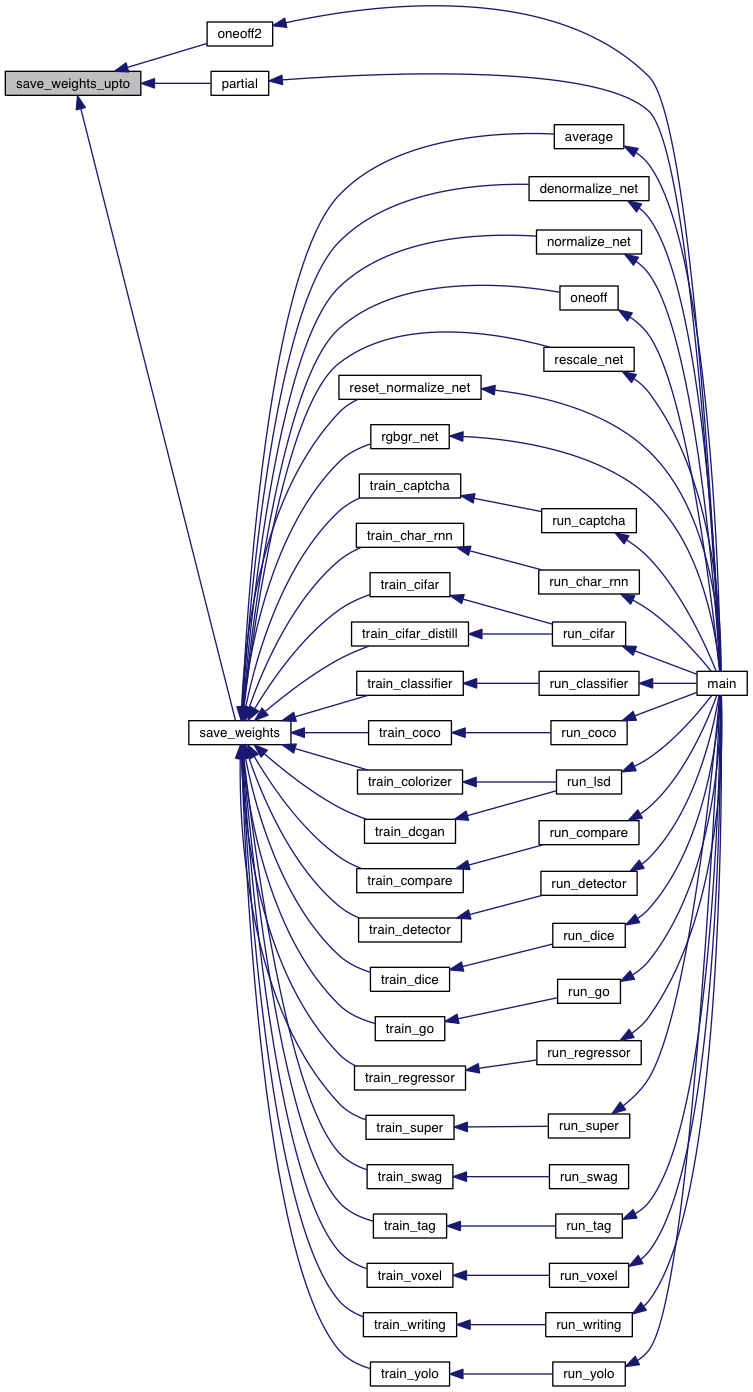 oneoff2
save_weights_upto
partial
average
denormalize_net
normalize_net
oneoff
rescale_net
reset_normalize_net
rgbgr_net
train_captcha
run_captcha
train_char_rnn
run_char_rnn
train_cifar
train_cifar_distill
run_cifar
train_classifier
run_classifier
main
save_weights
train_coco
run_coco
train_colorizer
run_lsd
train_dcgan
run_compare
train_compare
run_detector
train_detector
run_dice
train_dice
run_go
train_go
run_regressor
train_regressor
train_super
run_super
train_swag
run_swag
train_tag
run_tag
train_voxel
run_voxel
train_writing
run_writing
train_yolo
run_yolo